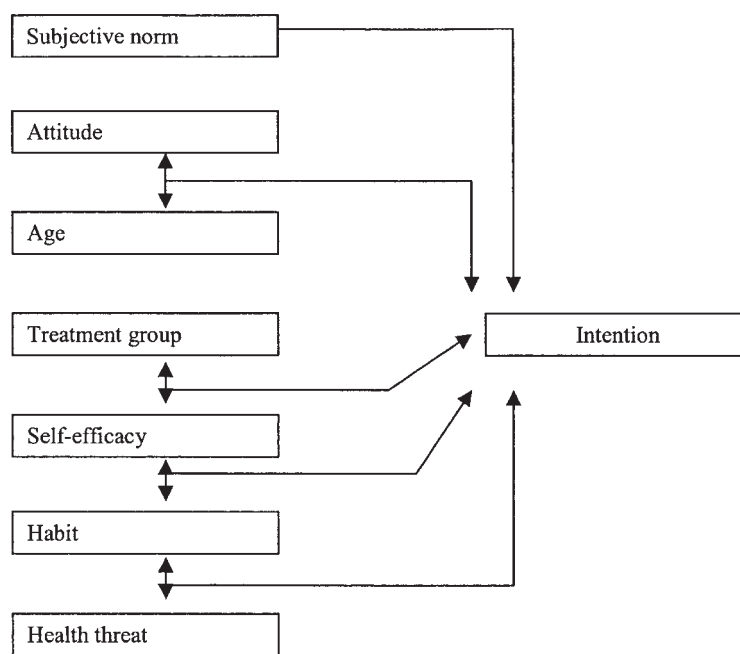 Subjective norm
Attitude
Age
Treatment group
Intention
Self-efficacy
Habit
Health threat